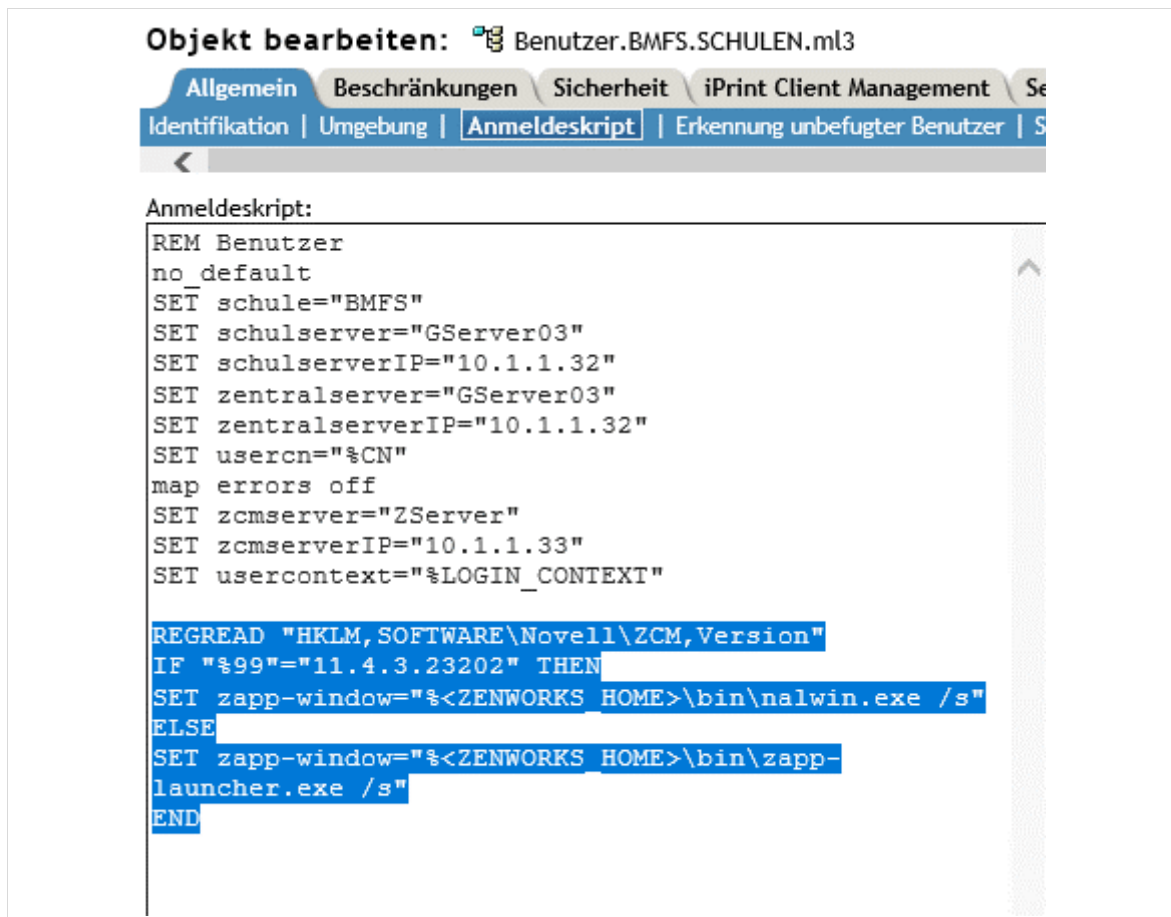 Objekt bearbeiten: Benutzer.BMFS.SCHULEN.ml3
Allgemein Beschränkungen Sicherheit iPrint Client Management Se
Identifikation | Umgebung | Anmeldeskript | Erkennung unbefugter Benutzer | S
Anmeldeskript:
REM Benutzer
no_default
SET schule="BMFS"
SET schulserver="GServer03"
SET schulserverIP="10.1.1.32"
SET zentralserver="GServer03"
SET zentralserverIP="10.1.1.32"
SET usercn="%CN"
map errors off
SET zcmserver="ZServer"
SET zcmserverIP="10.1.1.33"
SET usercontext="%LOGIN_CONTEXT"
REGREAD "HKLM,SOFTWARE\Novell\ZCM,Version"
IF "%99"="11.4.3.23202" THEN
SET zapp-window="%<ZENWORKS_HOME>\bin\nalwin.exe /s"
ELSE
SET zapp-window="%<ZENWORKS_HOME>\bin\zapp-
launcher.exe /s"
END